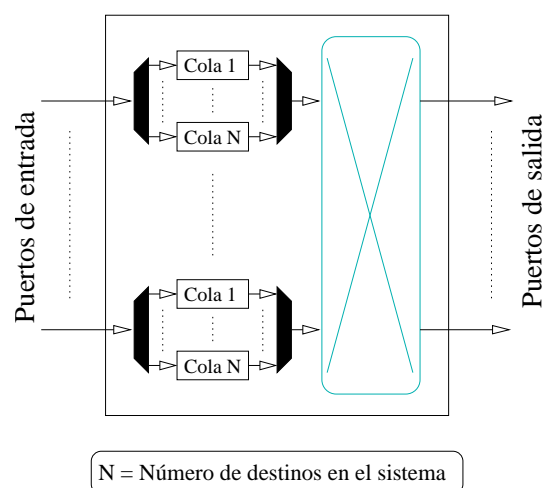 Cola 1
Cola N
Puertos de entrada
Puertos de salida
Cola 1
Cola N
N = Número de destinos en el sistema